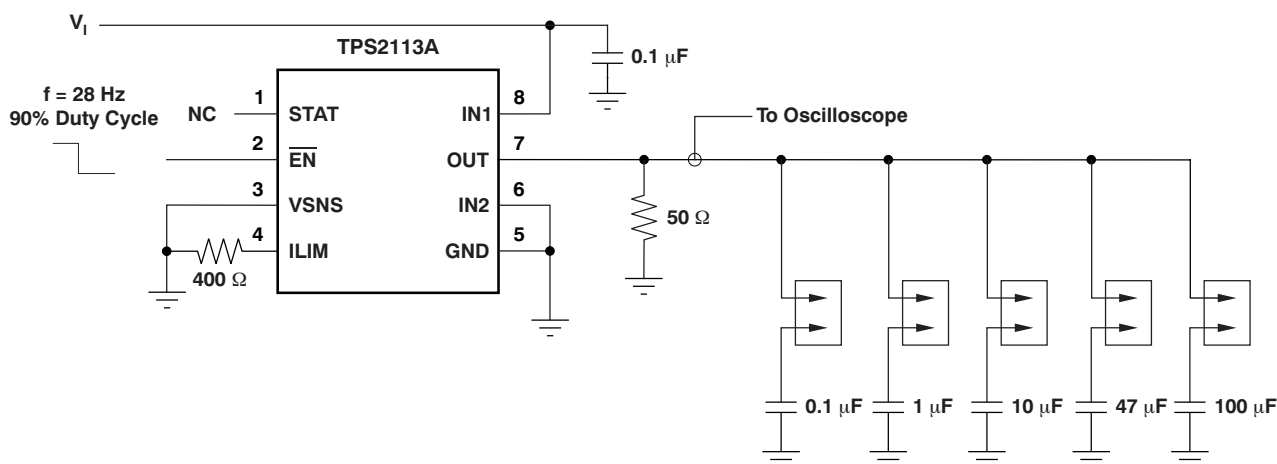 V_I
TPS2113A
0.1 μF
f = 28 Hz
90% Duty Cycle
NC
1
STAT
IN1
8
To Oscilloscope
2
EN
OUT
7
3
VSNS
IN2
6
50 Ω
4
ILIM
GND
5
400 Ω
0.1 μF
1 μF
10 μF
47 μF
100 μF